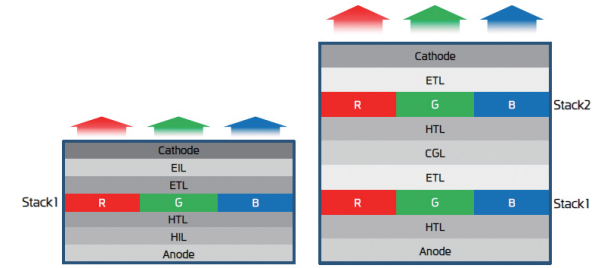 Cathode
EIL
ETL
Stack1 R G B
HTL
HIL
Anode
Cathode
ETL
R G B Stack2
HTL
CGL
ETL
R G B Stack1
HTL
Anode